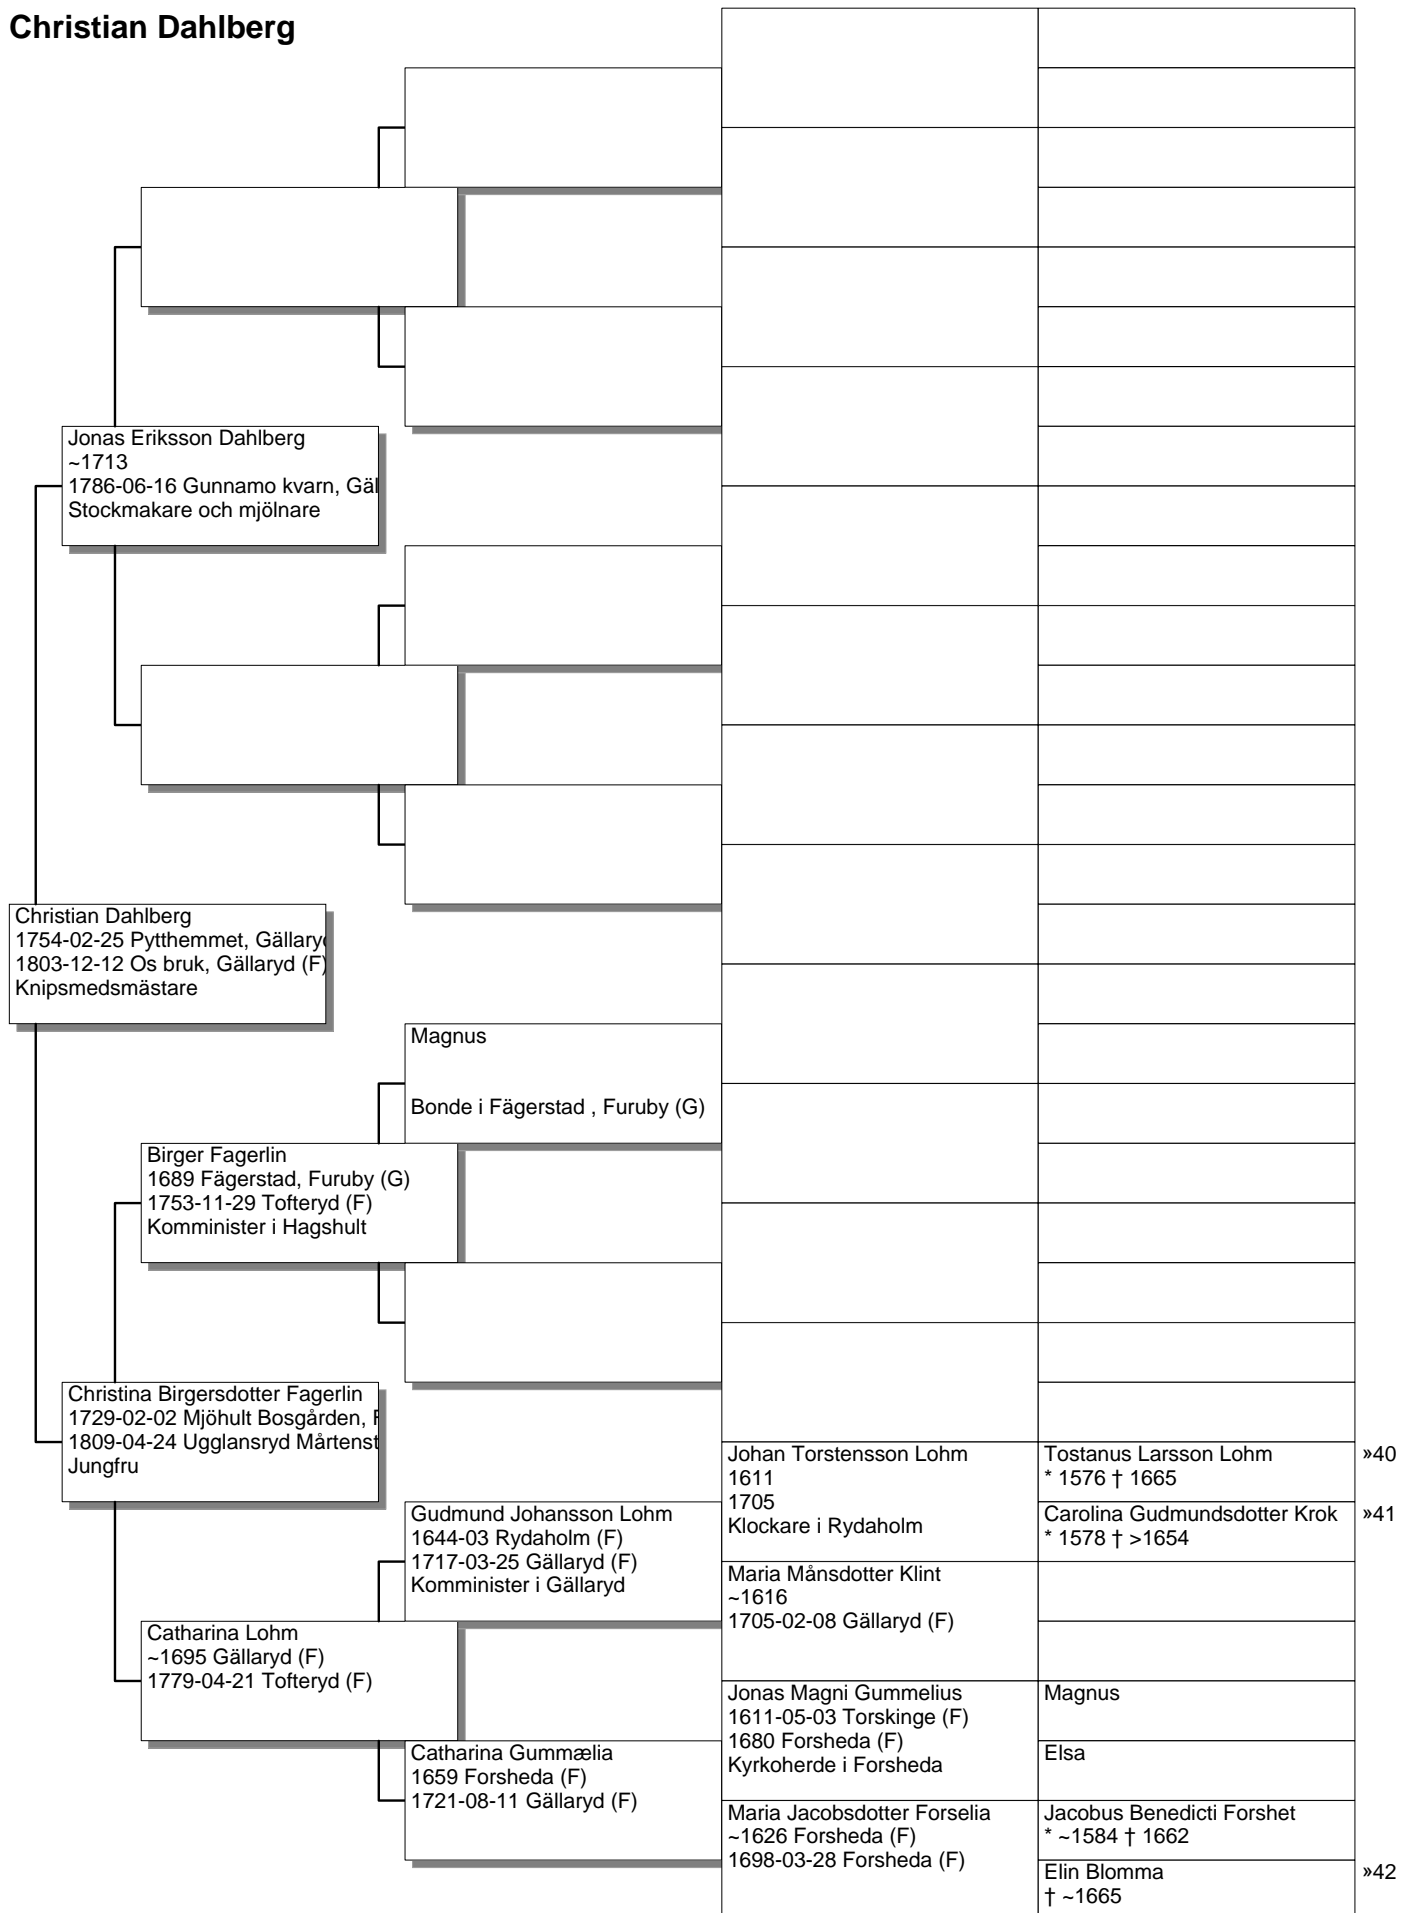 Christian Dahlberg
Jonas Eriksson Dahlberg
~1713
1786-06-16 Gunnamo kvarn, Gäl
Stockmakare och mjölnare
Christian Dahlberg
1754-02-25 Pytthemmet, Gällaryd
1803-12-12 Os bruk, Gällaryd (F)
Knipsmedsmästare
Magnus
Bonde i Fägerstad , Furuby (G)
Birger Fagerlin
1689 Fägerstad, Furuby (G)
1753-11-29 Tofteryd (F)
Komminister i Hagshult
Christina Birgersdotter Fagerlin
1729-02-02 Mjöhult Bosgården,
1809-04-24 Ugglansryd Mårtenst
Jungfru
Johan Torstensson Lohm
1611
1705
Klockare i Rydaholm
Tostanus Larsson Lohm
* 1576 † 1665
»40
Carolina Gudmundsdotter Krok
* 1578 † >1654
»41
Gudmund Johansson Lohm
1644-03 Rydaholm (F)
1717-03-25 Gällaryd (F)
Komminister i Gällaryd
Maria Månsdotter Klint
~1616
1705-02-08 Gällaryd (F)
Catharina Lohm
~1695 Gällaryd (F)
1779-04-21 Tofteryd (F)
Jonas Magni Gummelius
1611-05-03 Torskinge (F)
1680 Forsheda (F)
Kyrkoherde i Forsheda
Magnus
Elsa
Catharina Gummælia
1659 Forsheda (F)
1721-08-11 Gällaryd (F)
Maria Jacobsdotter Forselia
~1626 Forsheda (F)
1698-03-28 Forsheda (F)
Jacobus Benedicti Forshet
* ~1584 † 1662
Elin Blomma
† ~1665
»42